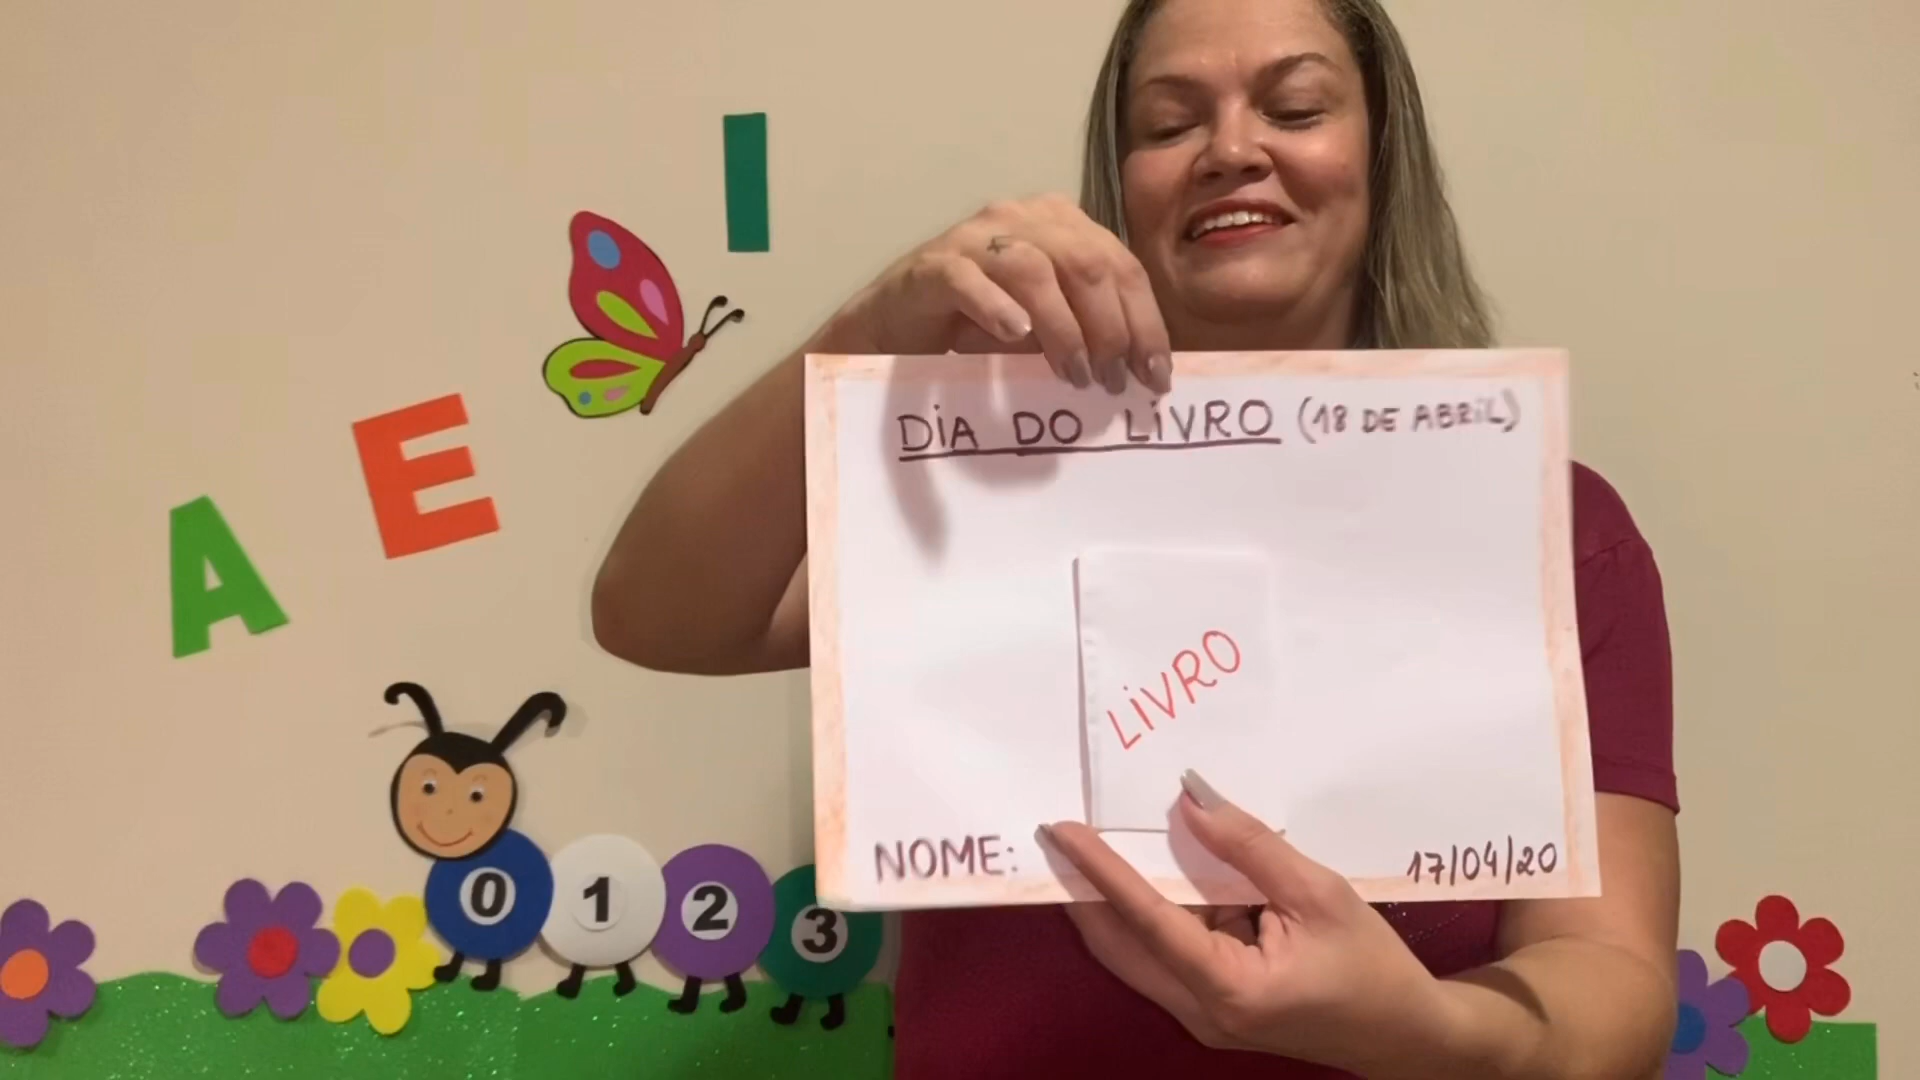 I
E
A
DiA DO LiVRO (18 DE ABRiL)
LiVRO
NOME:
17/04/20
0 1 2 3